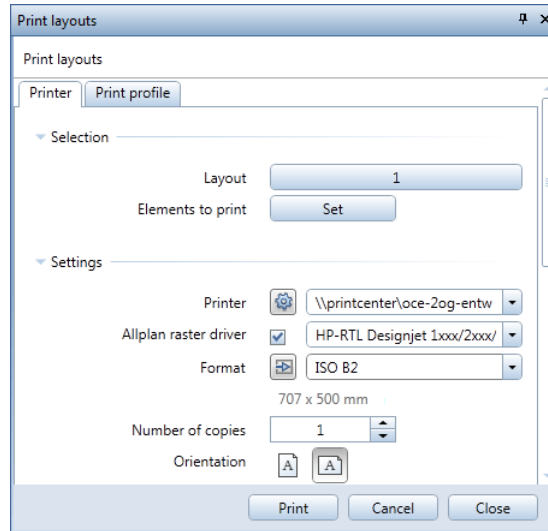 Print layouts
Print layouts
Printer Print profile
Selection
Layout 1
Elements to print Set
Settings
Printer \\printcenter\oce-2og-entw
Allplan raster driver HP-RTL Designjet 1xxx/2xxx/
Format ISO B2
707 x 500 mm
Number of copies 1
Orientation A A
Print Cancel Close